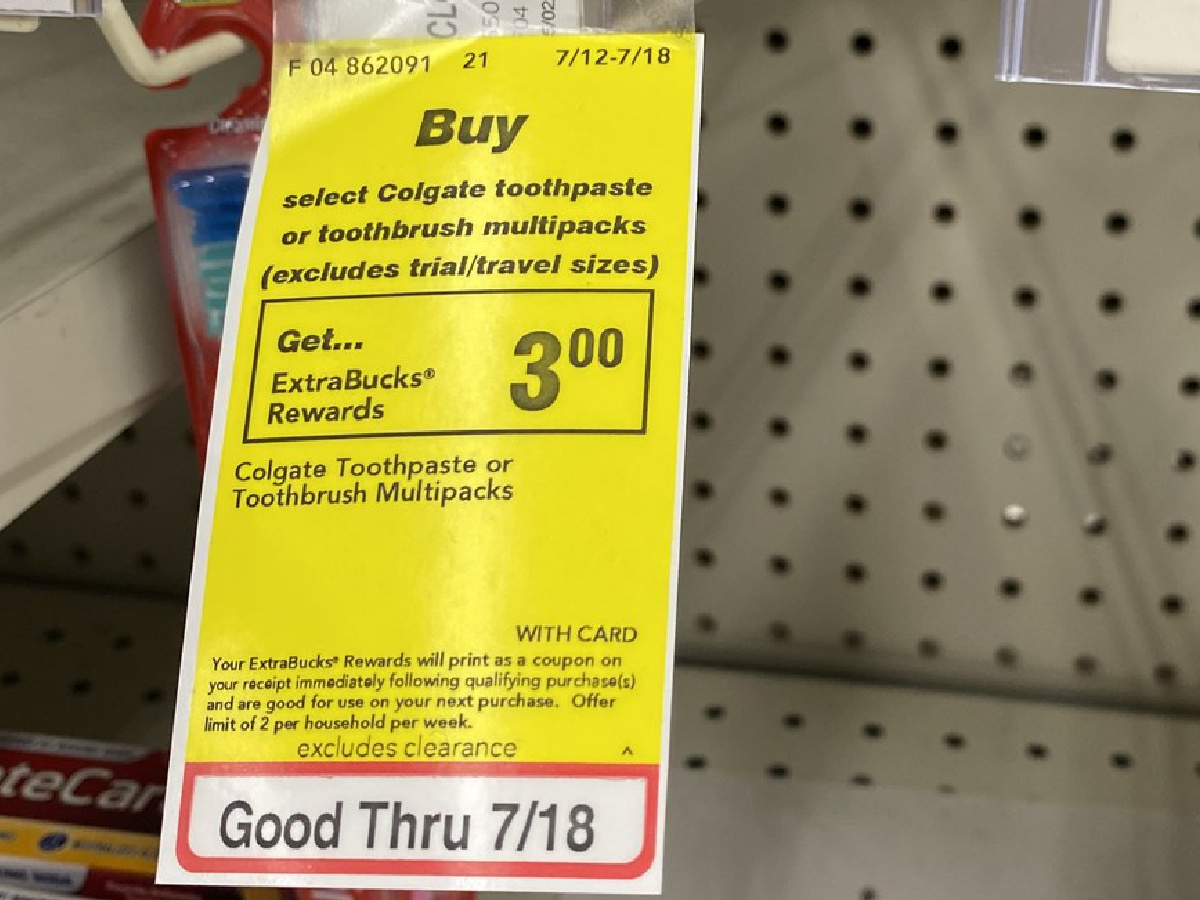 F 04 862091 21 7/12-7/18
Buy
select Colgate toothpaste
or toothbrush multipacks
(excludes trial/travel sizes)
Get...
ExtraBucks®
Rewards
3⁰⁰
Colgate Toothpaste or
Toothbrush Multipacks
WITH CARD
Your ExtraBucks® Rewards will print as a coupon on
your receipt immediately following qualifying purchase(s)
and are good for use on your next purchase. Offer
limit of 2 per household per week.
excludes clearance ^
Good Thru 7/18